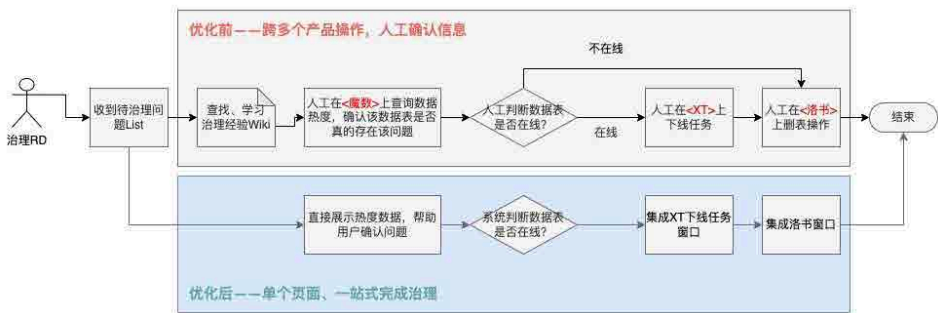 优化前——跨多个产品操作，人工确认信息
不在线
治理RD
收到待治理问
题List
查找、学习
治理经验Wiki
人工在<魔数>上查询数据
热度，确认该数据表是否
真的存在该问题
人工判断数据表
是否在线？
在线
人工在<XT>上
下线任务
人工在<洛书>
上删表操作
结束
直接展示热度数据，帮助
用户确认问题
系统判断数据表
是否在线？
集成XT下线任务
窗口
集成洛书窗口
优化后——单个页面、一站式完成治理